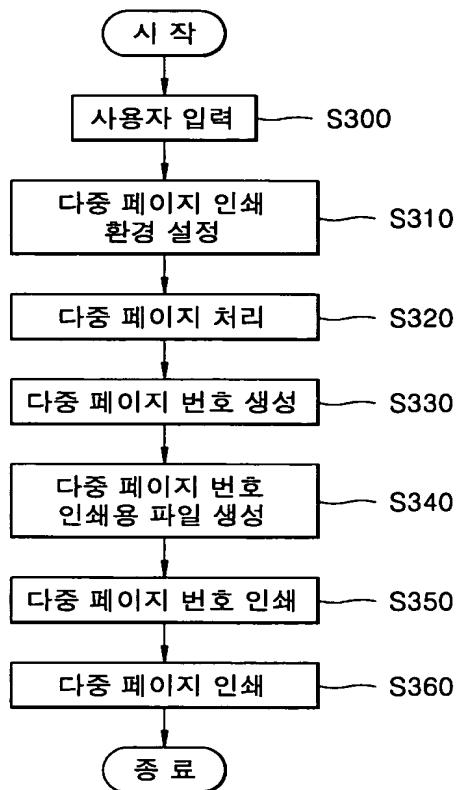 시 작
사용자 입력
S300
다중 페이지 인쇄
환경 설정
S310
다중 페이지 처리
S320
다중 페이지 번호 생성
S330
다중 페이지 번호
인쇄용 파일 생성
S340
다중 페이지 번호 인쇄
S350
다중 페이지 인쇄
S360
종 료